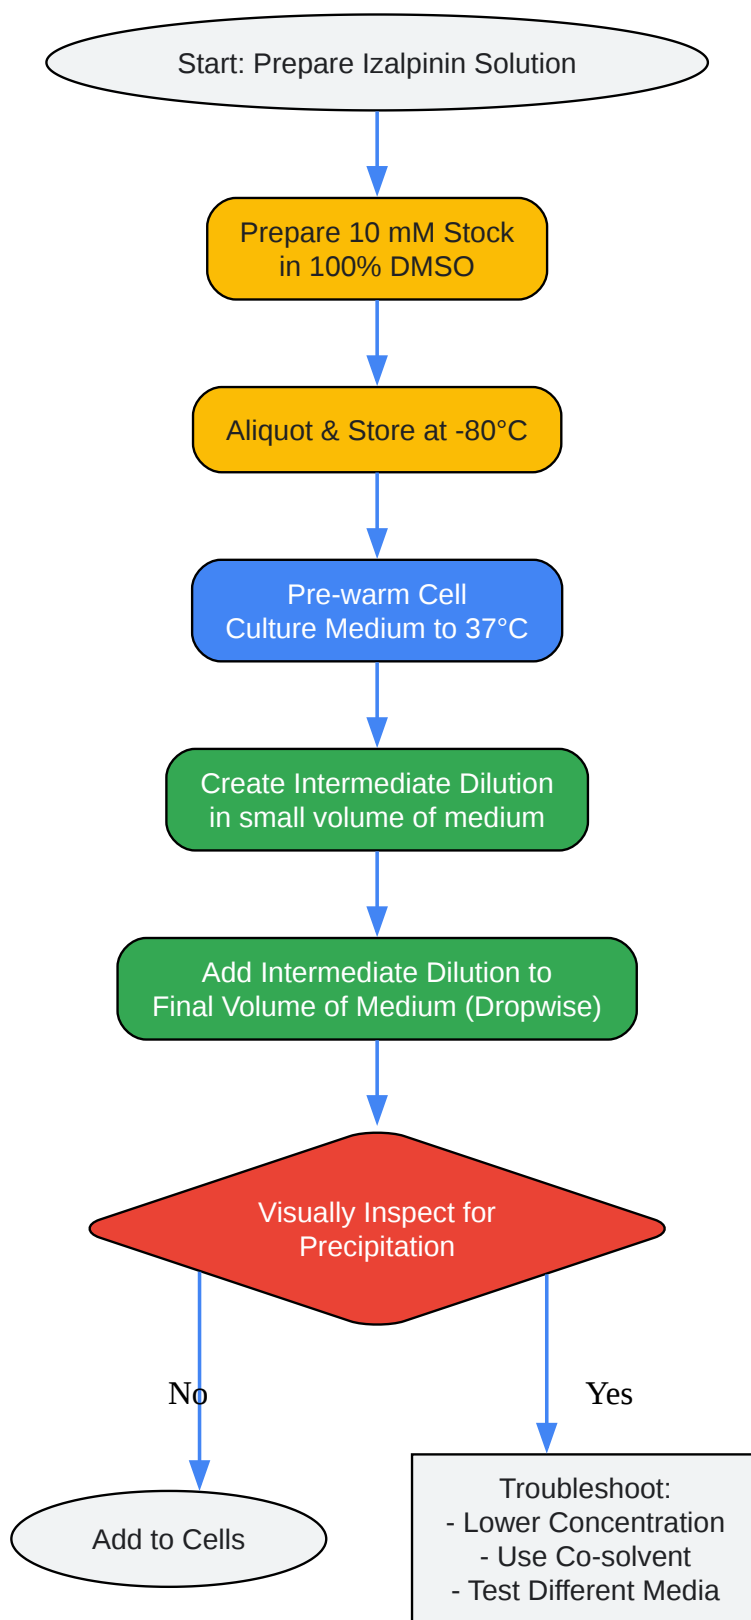 Start: Prepare Izalpinin Solution
Prepare 10 mM Stock
in 100% DMSO
Aliquot & Store at -80°C
Pre-warm Cell
Culture Medium to 37°C
Create Intermediate Dilution
in small volume of medium
Add Intermediate Dilution to
Final Volume of Medium (Dropwise)
Visually Inspect for
Precipitation
No
Yes
Add to Cells
Troubleshoot:
- Lower Concentration
- Use Co-solvent
- Test Different Media